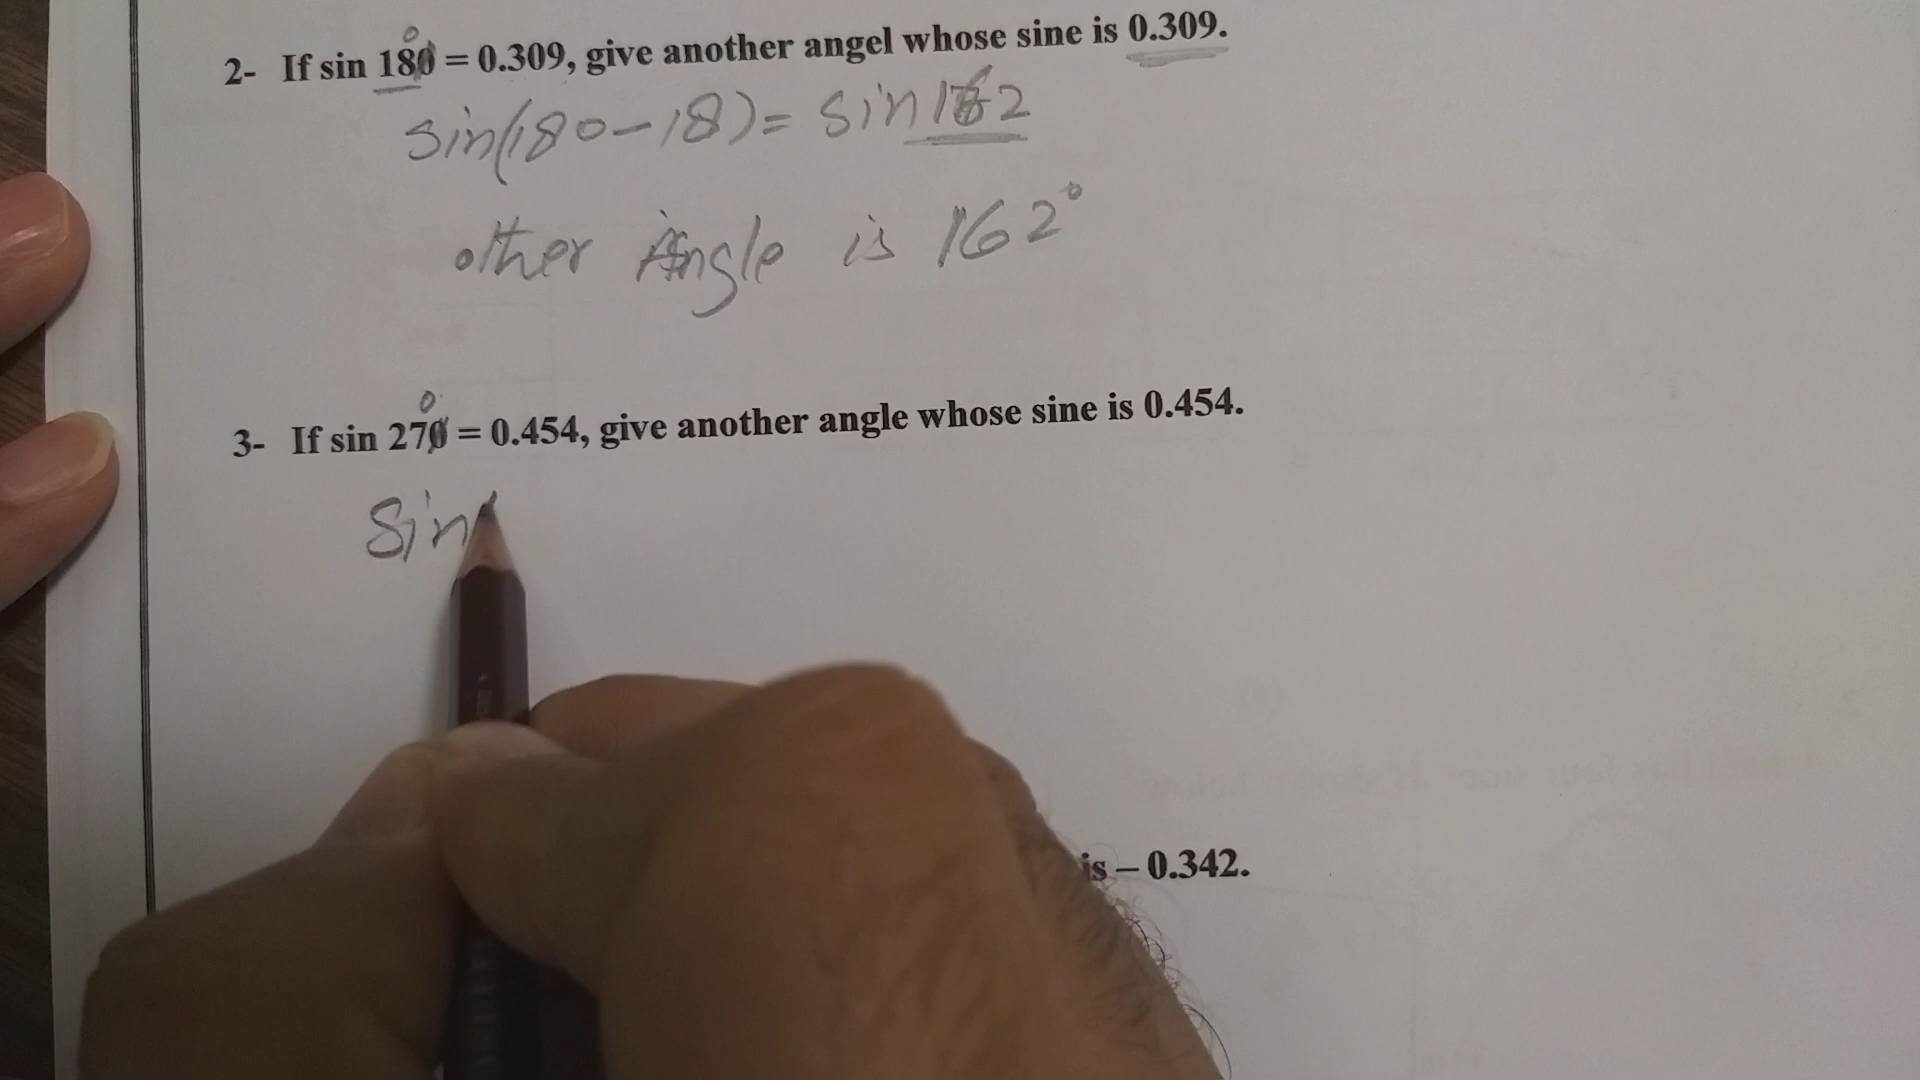 2- If sin 18° = 0.309, give another angel whose sine is 0.309.
sin(180-18)= sin 162
other Angle is 162°
3- If sin 27° = 0.454, give another angle whose sine is 0.454.
Sin
is – 0.342.